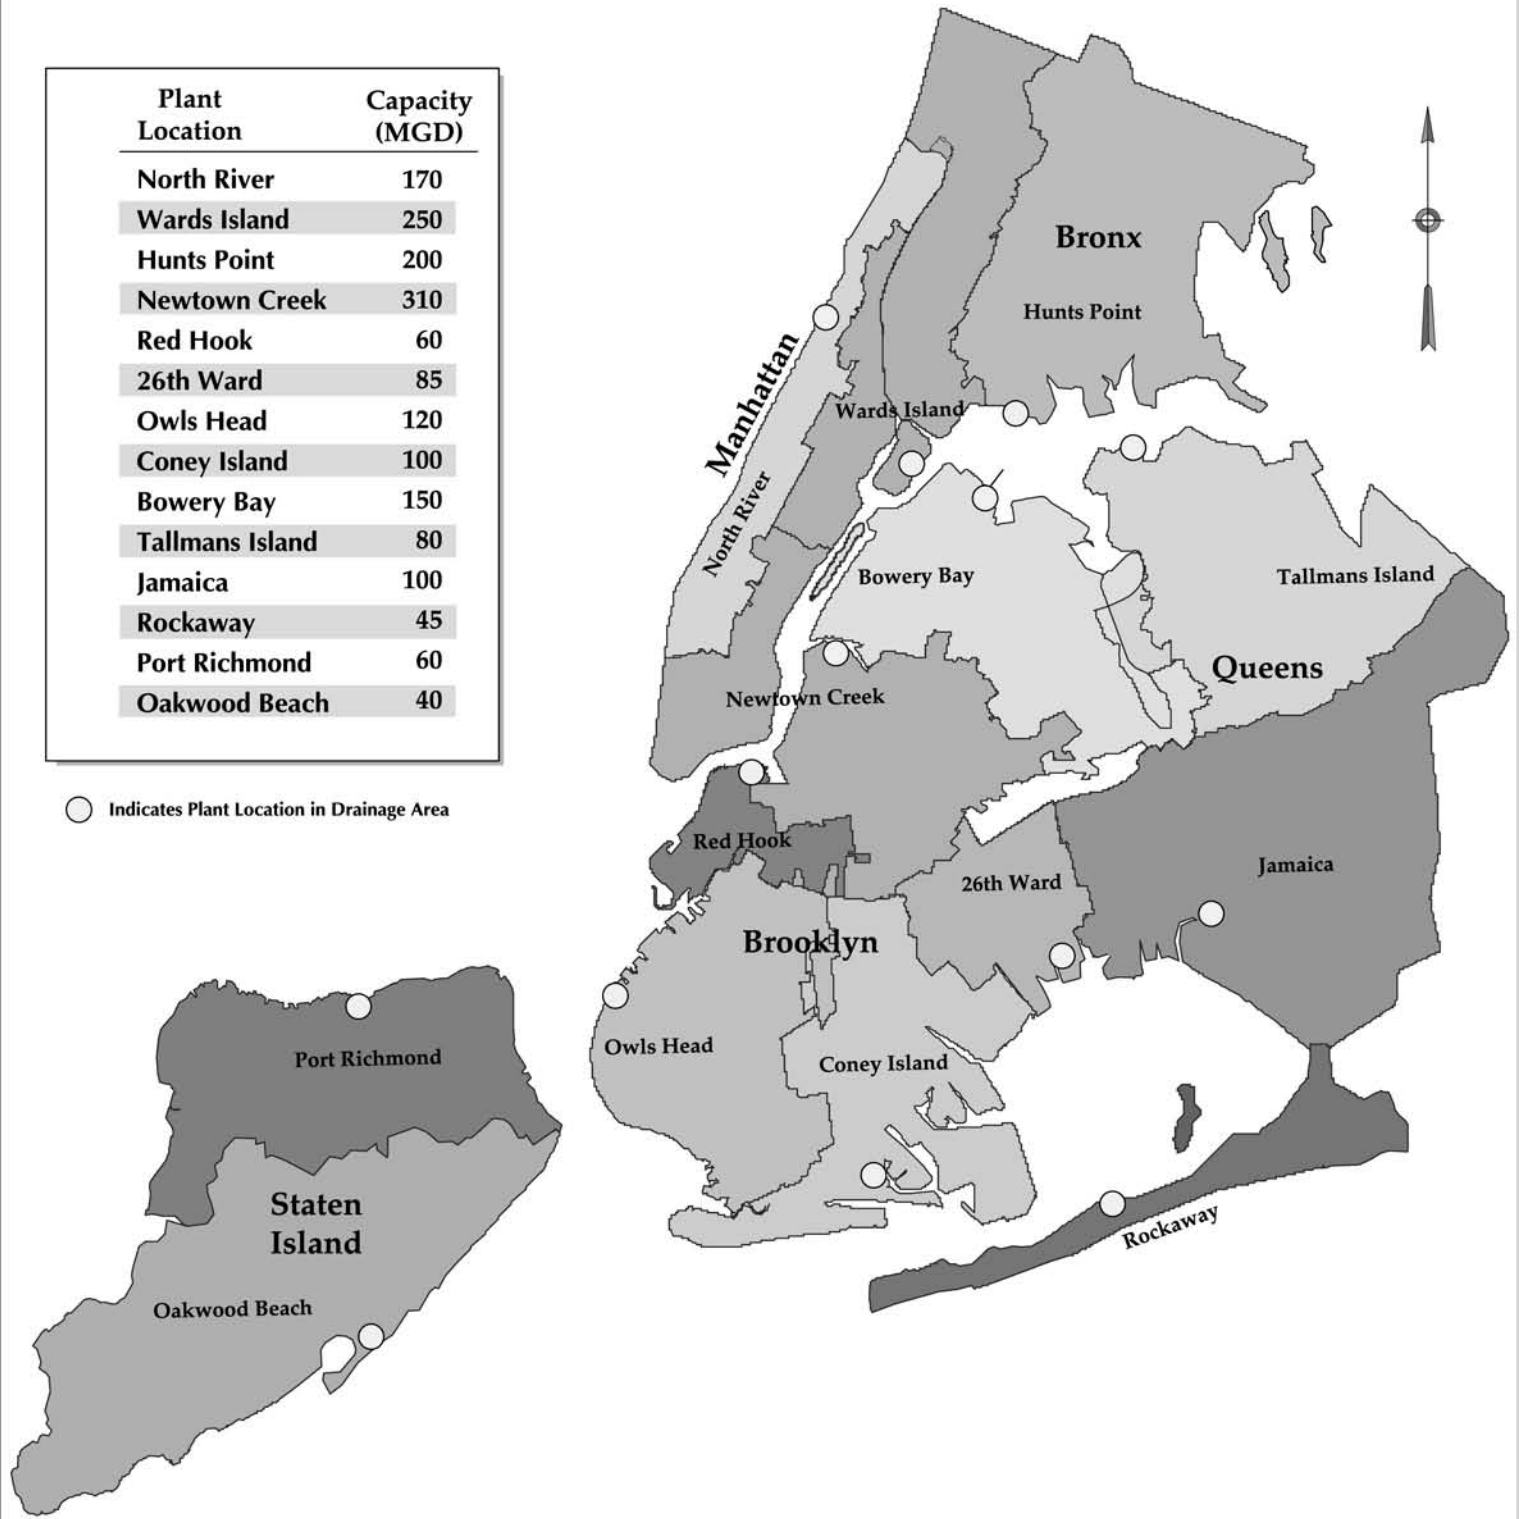 Plant Location Capacity (MGD)
North River 170
Wards Island 250
Hunts Point 200
Newtown Creek 310
Red Hook 60
26th Ward 85
Owls Head 120
Coney Island 100
Bowery Bay 150
Tallmans Island 80
Jamaica 100
Rockaway 45
Port Richmond 60
Oakwood Beach 40
Indicates Plant Location in Drainage Area
Bronx
Hunts Point
Manhattan
Wards Island
North River
Bowery Bay
Tallmans Island
Queens
Newtown Creek
Red Hook
26th Ward
Jamaica
Brooklyn
Owls Head
Coney Island
Port Richmond
Staten
Island
Rockaway
Oakwood Beach